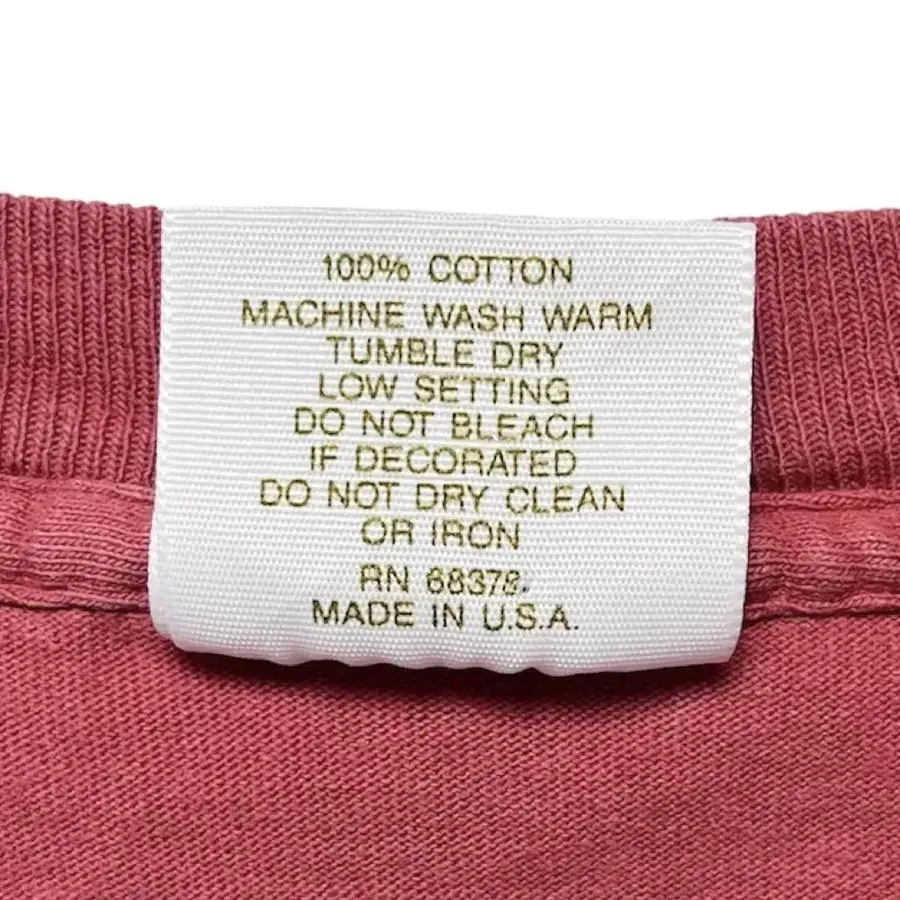 100% COTTON
MACHINE WASH WARM
TUMBLE DRY
LOW SETTING
DO NOT BLEACH
IF DECORATED
DO NOT DRY CLEAN
OR IRON
RN 68378.
MADE IN U.S.A.